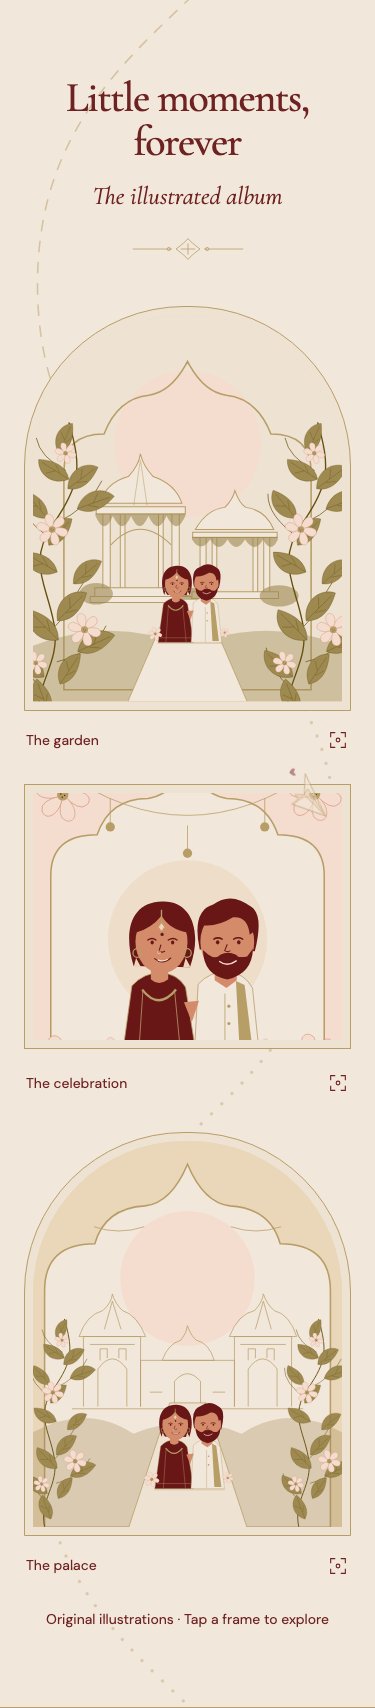 Little moments,
forever
The illustrated album
The garden
The celebration
The palace
Original illustrations · Tap a frame to explore